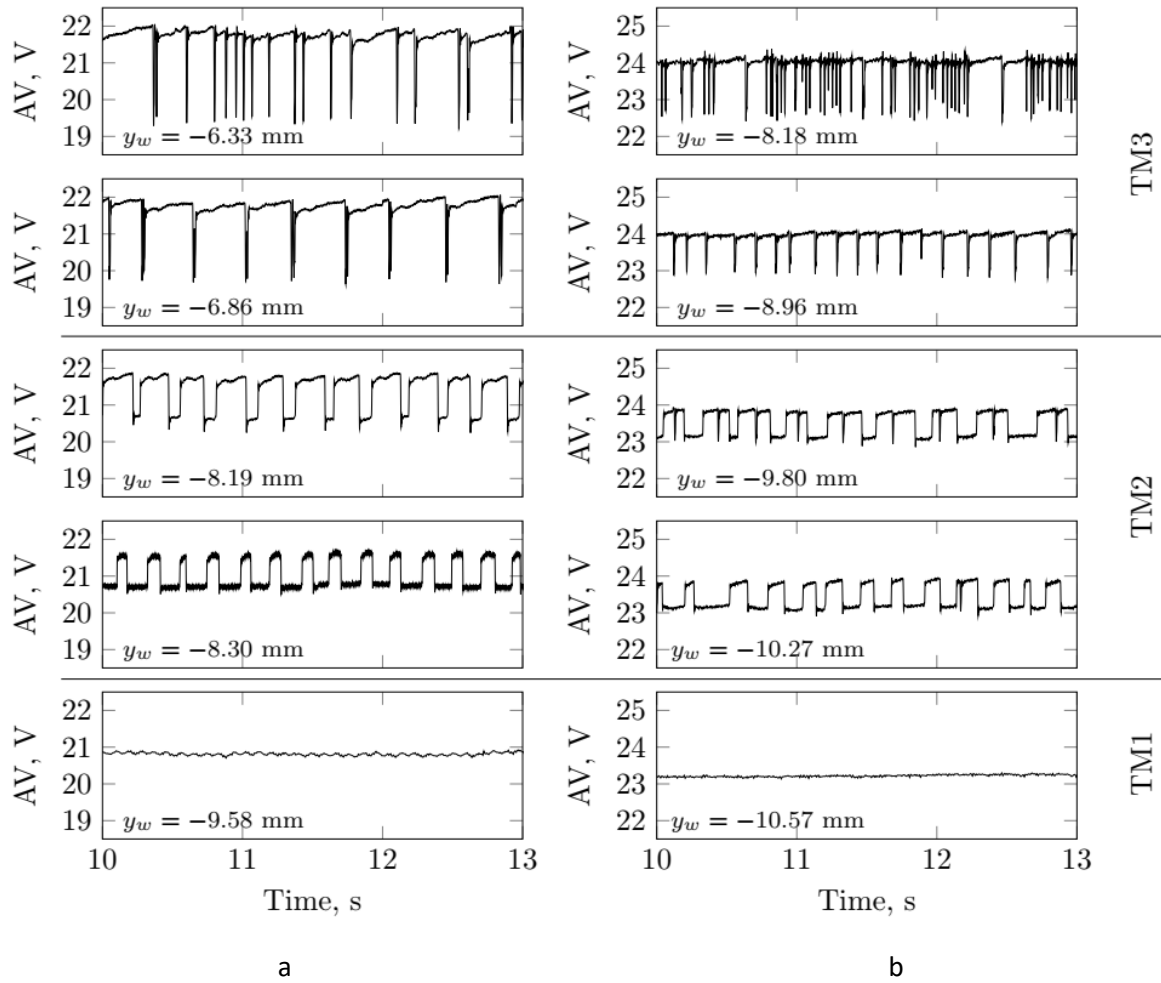 22
21
20
19
AV, V
y_w = −6.33 mm
25
24
23
22
AV, V
y_w = −8.18 mm
22
21
20
19
AV, V
y_w = −6.86 mm
25
24
23
22
AV, V
y_w = −8.96 mm
TM3
22
21
20
19
AV, V
y_w = −8.19 mm
25
24
23
22
AV, V
y_w = −9.80 mm
22
21
20
19
AV, V
y_w = −8.30 mm
25
24
23
22
AV, V
y_w = −10.27 mm
TM2
22
21
20
19
AV, V
y_w = −9.58 mm
10 11 12 13
Time, s
25
24
23
22
AV, V
y_w = −10.57 mm
10 11 12 13
Time, s
TM1
a
b